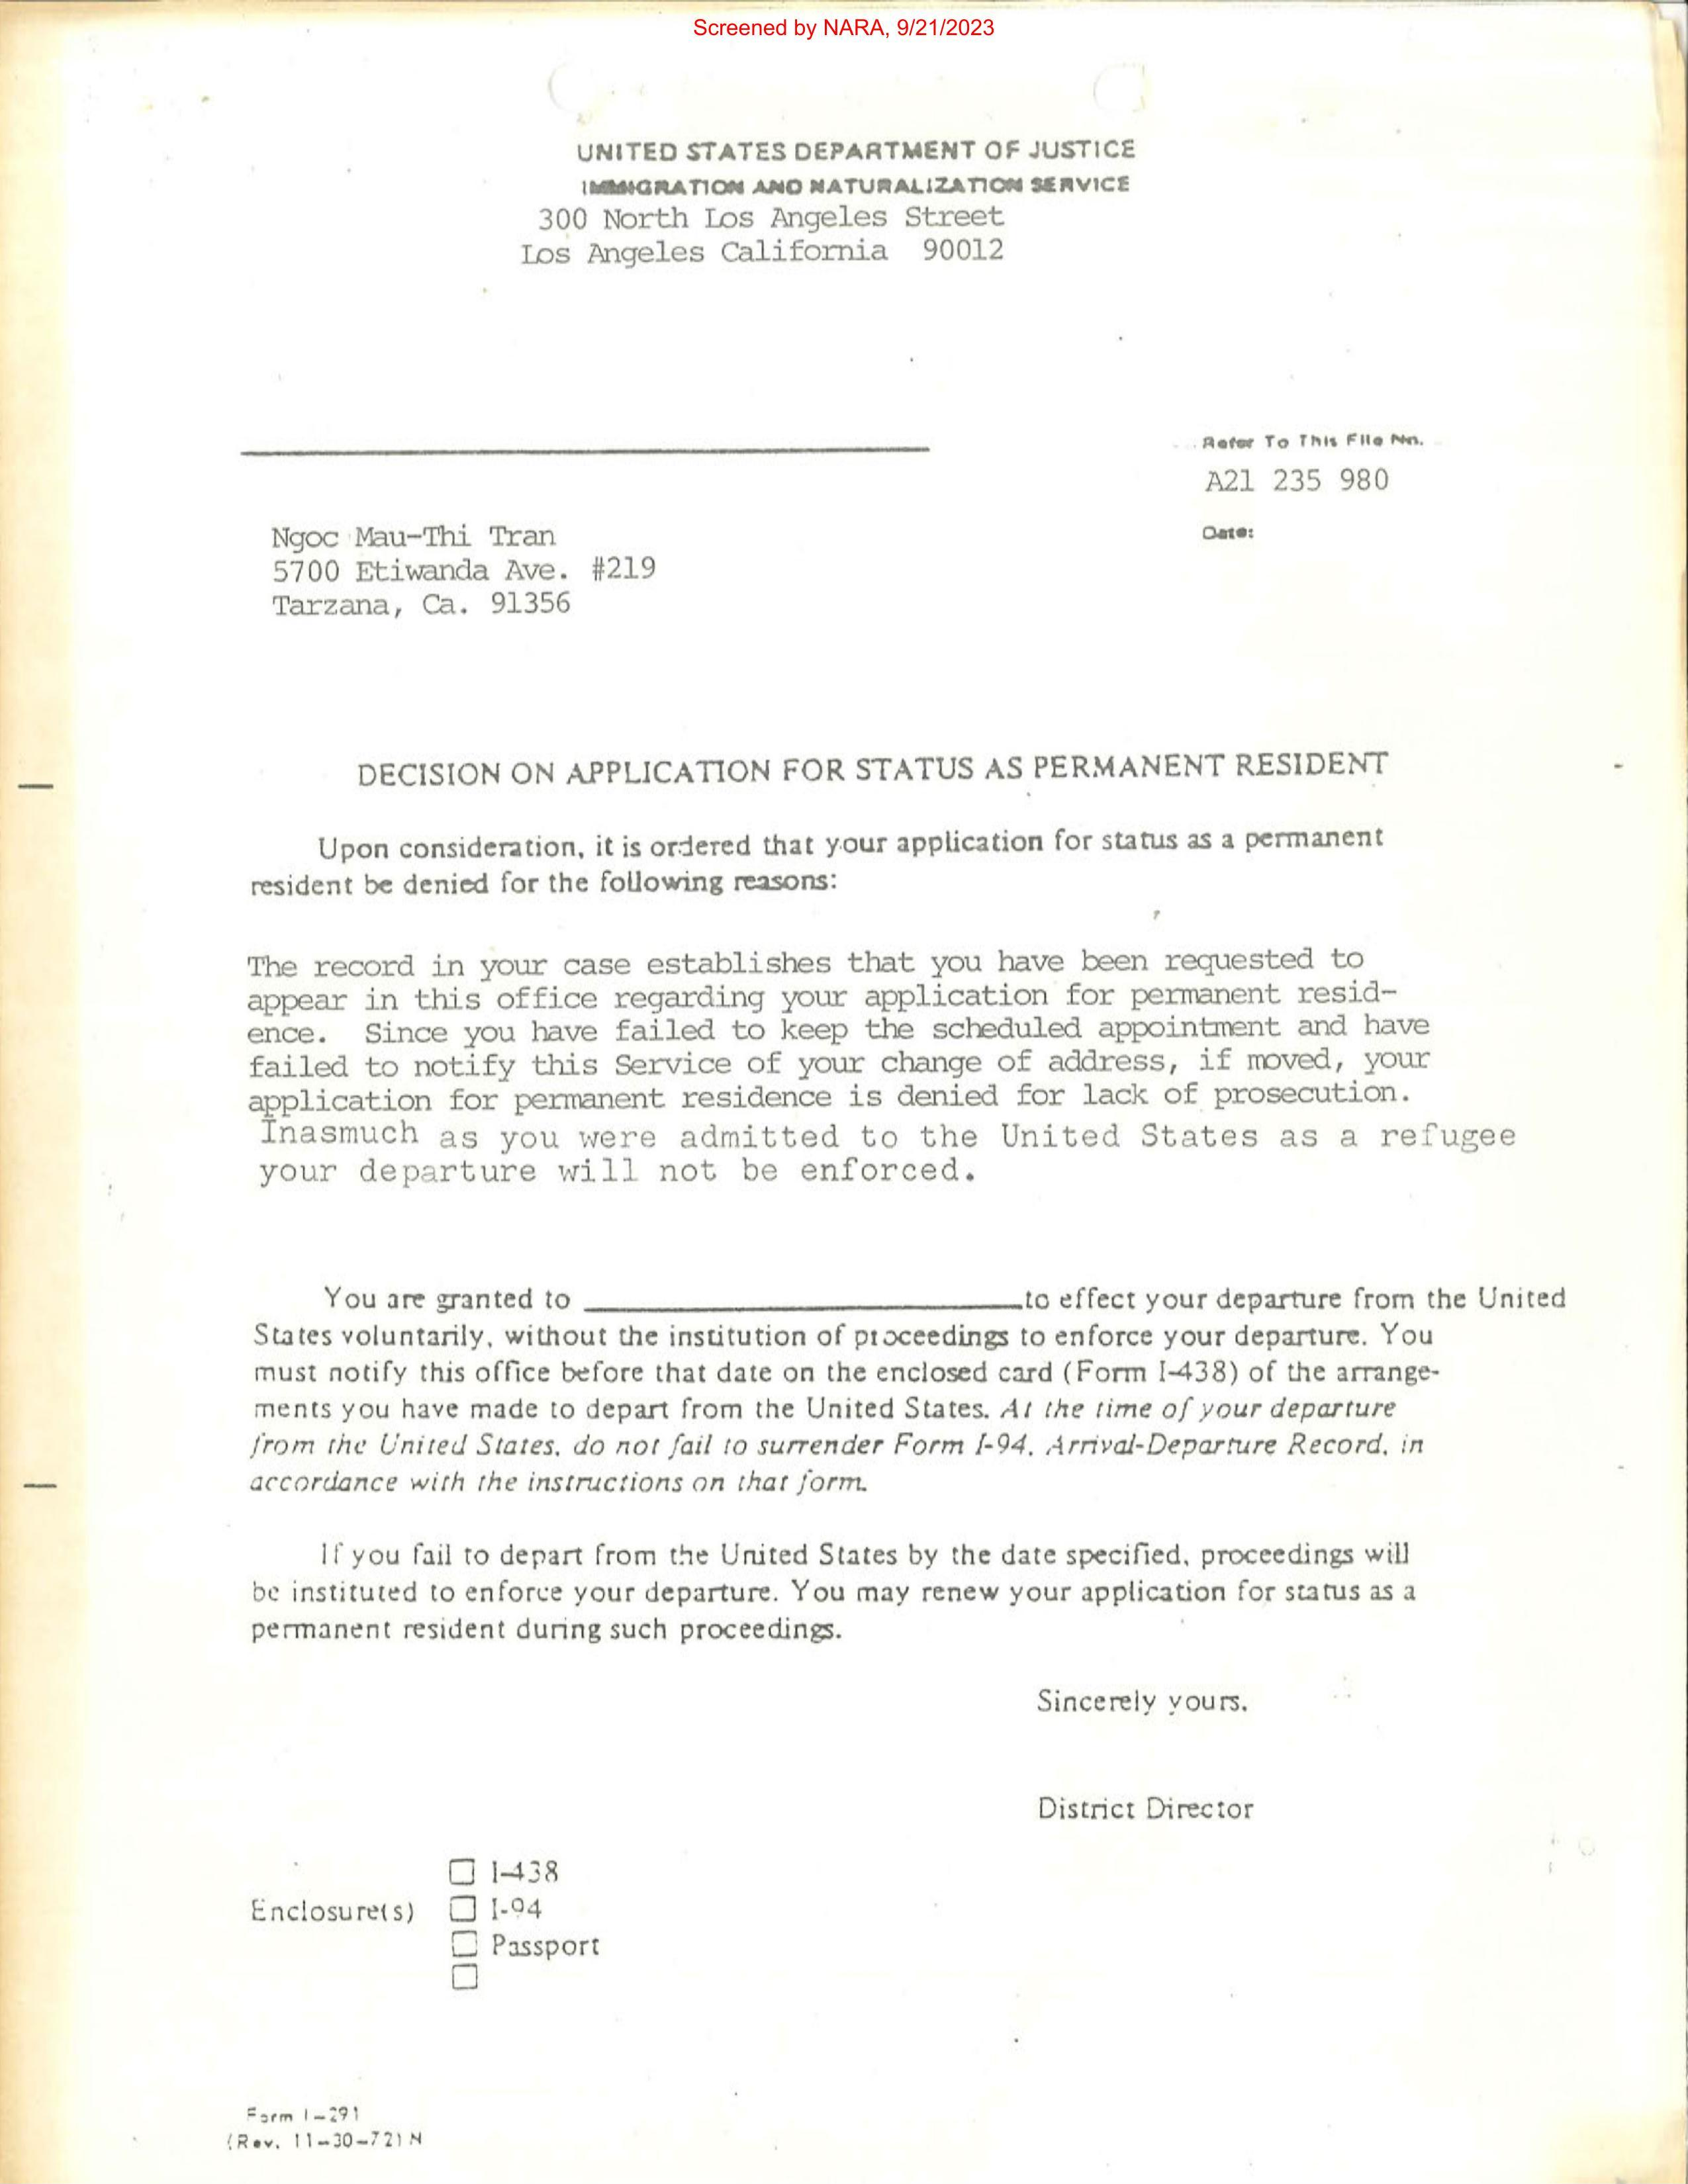 Screened by NARA, 9/21/2023
UNITED STATES DEPARTMENT OF JUSTICE
IMMIGRATION AND NATURALIZATION SERVICE
300 North Los Angeles Street
Los Angeles California 90012
Refer To This File No.
A21 235 980
Date:
Ngoc Mau-Thi Tran
5700 Etiwanda Ave. #219
Tarzana, Ca. 91356
DECISION ON APPLICATION FOR STATUS AS PERMANENT RESIDENT
Upon consideration, it is ordered that your application for status as a permanent
resident be denied for the following reasons:
The record in your case establishes that you have been requested to
appear in this office regarding your application for permanent resid-
ence. Since you have failed to keep the scheduled appointment and have
failed to notify this Service of your change of address, if moved, your
application for permanent residence is denied for lack of prosecution.
Inasmuch as you were admitted to the United States as a refugee
your departure will not be enforced.
You are granted to ____________________ to effect your departure from the United
States voluntarily, without the institution of proceedings to enforce your departure. You
must notify this office before that date on the enclosed card (Form I-438) of the arrange-
ments you have made to depart from the United States. At the time of your departure
from the United States, do not fail to surrender Form I-94, Arrival-Departure Record, in
accordance with the instructions on that form.
If you fail to depart from the United States by the date specified, proceedings will
be instituted to enforce your departure. You may renew your application for status as a
permanent resident during such proceedings.
Sincerely yours,
District Director
☐ I-438
Enclosure(s) ☐ I-94
☐ Passport
☐
Form I-291
(Rev. 11-30-72) N